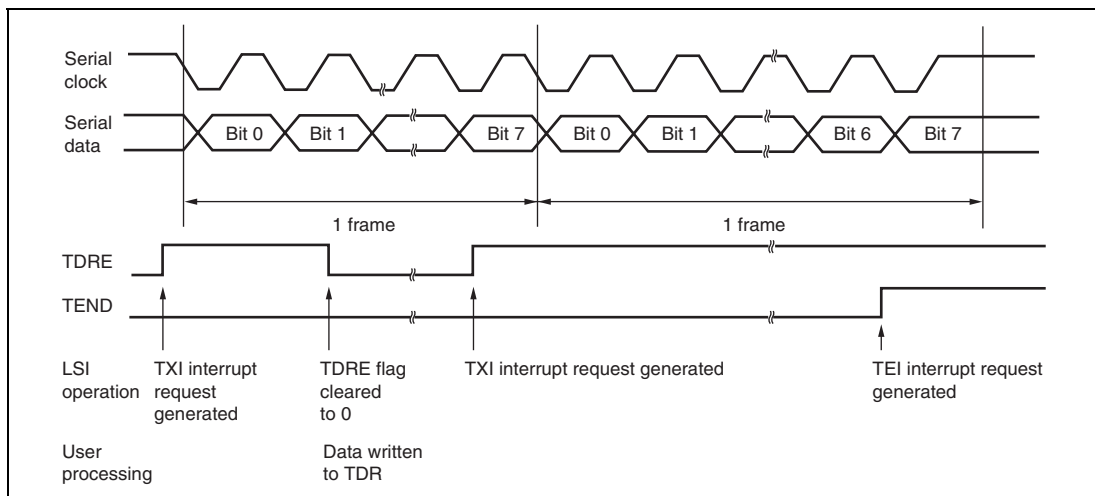 Serial
clock
Serial
data
Bit 0
Bit 1
Bit 7
Bit 0
Bit 1
Bit 6
Bit 7
1 frame
1 frame
TDRE
TEND
LSI
operation
TXI interrupt
request
generated
TDRE flag
cleared
to 0
TXI interrupt request generated
TEI interrupt request
generated
User
processing
Data written
to TDR